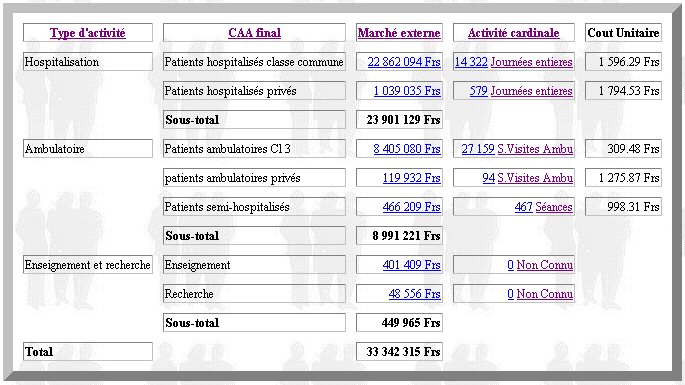 Type d'activité CAA final Marché externe Activité cardinale Cout Unitaire
Hospitalisation Patients hospitalisés classe commune 22 862 094 Frs 14 322 Journées entieres 1 596.29 Frs
Patients hospitalisés privés 1 039 035 Frs 579 Journées entieres 1 794.53 Frs
Sous-total 23 901 129 Frs
Ambulatoire Patients ambulatoires Cl 3 8 405 080 Frs 27 159 S.Visites Ambu 309.48 Frs
patients ambulatoires privés 119 932 Frs 94 S.Visites Ambu 1 275.87 Frs
Patients semi-hospitalisés 466 209 Frs 467 Séances 998.31 Frs
Sous-total 8 991 221 Frs
Enseignement et recherche Enseignement 401 409 Frs 0 Non Connu
Recherche 48 556 Frs 0 Non Connu
Sous-total 449 965 Frs
Total 33 342 315 Frs